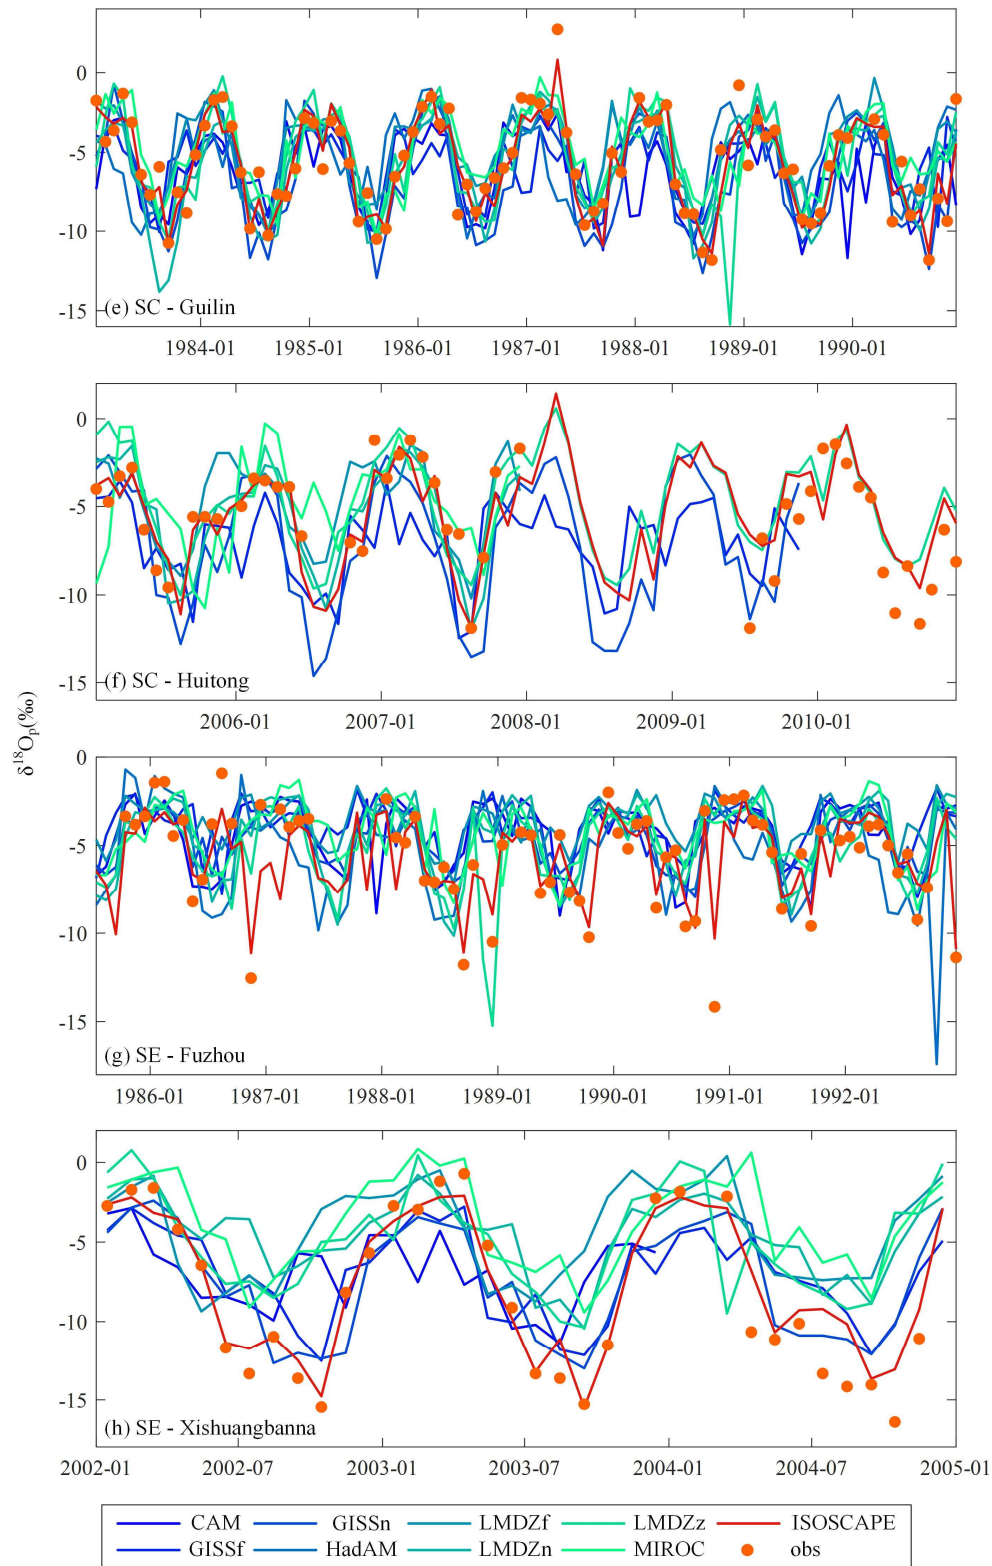 0
-5
-10
-15
(e) SC - Guilin
1984-01 1985-01 1986-01 1987-01 1988-01 1989-01 1990-01
0
-5
-10
-15
(f) SC - Huitong
2006-01 2007-01 2008-01 2009-01 2010-01
δ¹⁸Oₚ(‰)
0
-5
-10
-15
(g) SE - Fuzhou
1986-01 1987-01 1988-01 1989-01 1990-01 1991-01 1992-01
0
-5
-10
-15
(h) SE - Xishuangbanna
2002-01 2002-07 2003-01 2003-07 2004-01 2004-07 2005-01
CAM GISSn LMDZf LMDZz ISOSCAPE
GISSf HadAM LMDZn MIROC obs